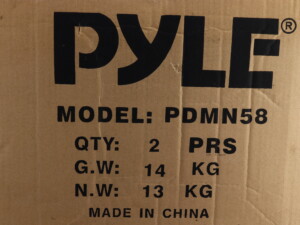 PYLE®
MODEL: PDMN58
QTY: 2 PRS
G.W: 14 KG
N.W: 13 KG
MADE IN CHINA